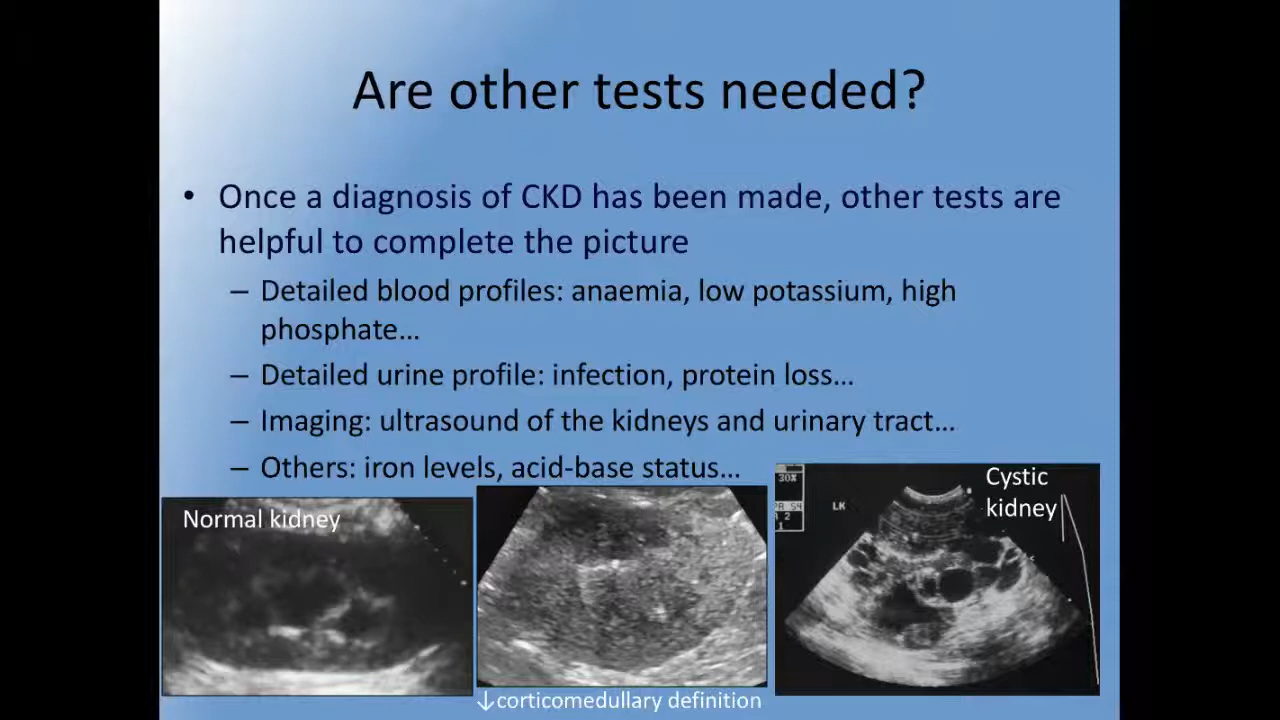 Are other tests needed?
• Once a diagnosis of CKD has been made, other tests are
helpful to complete the picture
– Detailed blood profiles: anaemia, low potassium, high
phosphate...
– Detailed urine profile: infection, protein loss...
– Imaging: ultrasound of the kidneys and urinary tract...
– Others: iron levels, acid-base status...
Normal kidney
↓corticomedullary definition
Cystic
kidney
30%
LK